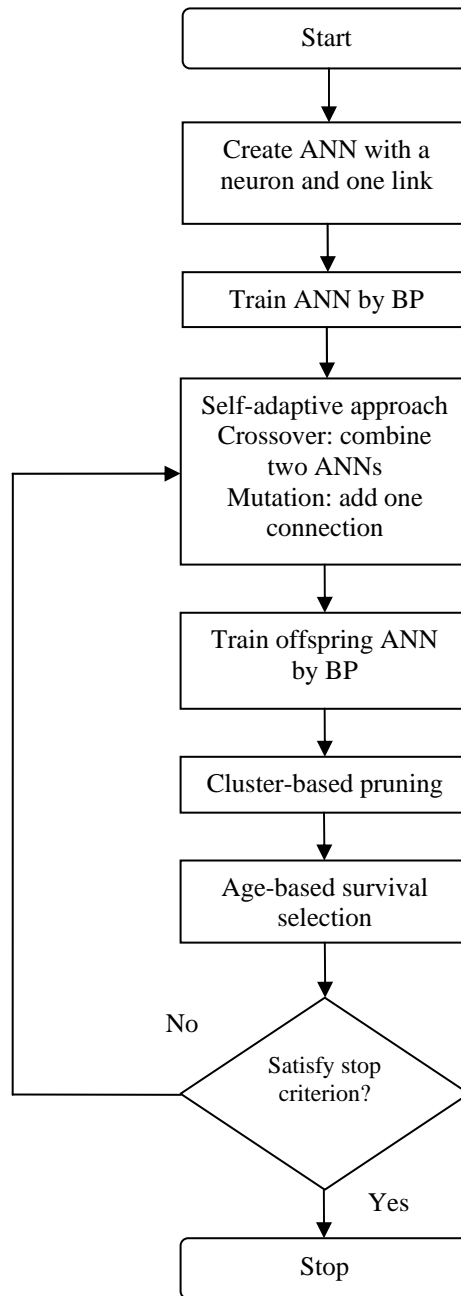 Start
Create ANN with a
neuron and one link
Train ANN by BP
Self-adaptive approach
Crossover: combine
two ANNs
Mutation: add one
connection
Train offspring ANN
by BP
Cluster-based pruning
Age-based survival
selection
Satisfy stop
criterion?
No
Yes
Stop